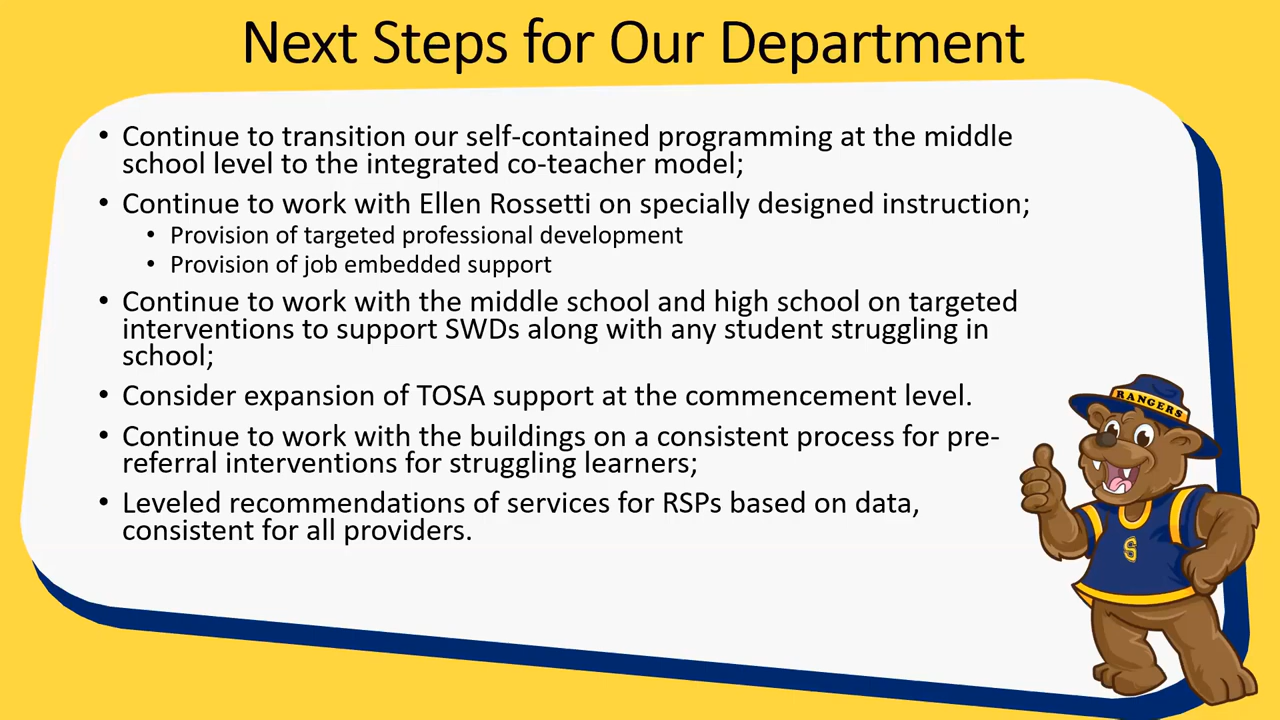 Next Steps for Our Department
• Continue to transition our self-contained programming at the middle
school level to the integrated co-teacher model;
• Continue to work with Ellen Rossetti on specially designed instruction;
• Provision of targeted professional development
• Provision of job embedded support
• Continue to work with the middle school and high school on targeted
interventions to support SWDs along with any student struggling in
school;
• Consider expansion of TOSA support at the commencement level.
• Continue to work with the buildings on a consistent process for pre-
referral interventions for struggling learners;
• Leveled recommendations of services for RSPs based on data,
consistent for all providers.
RANGERS
S